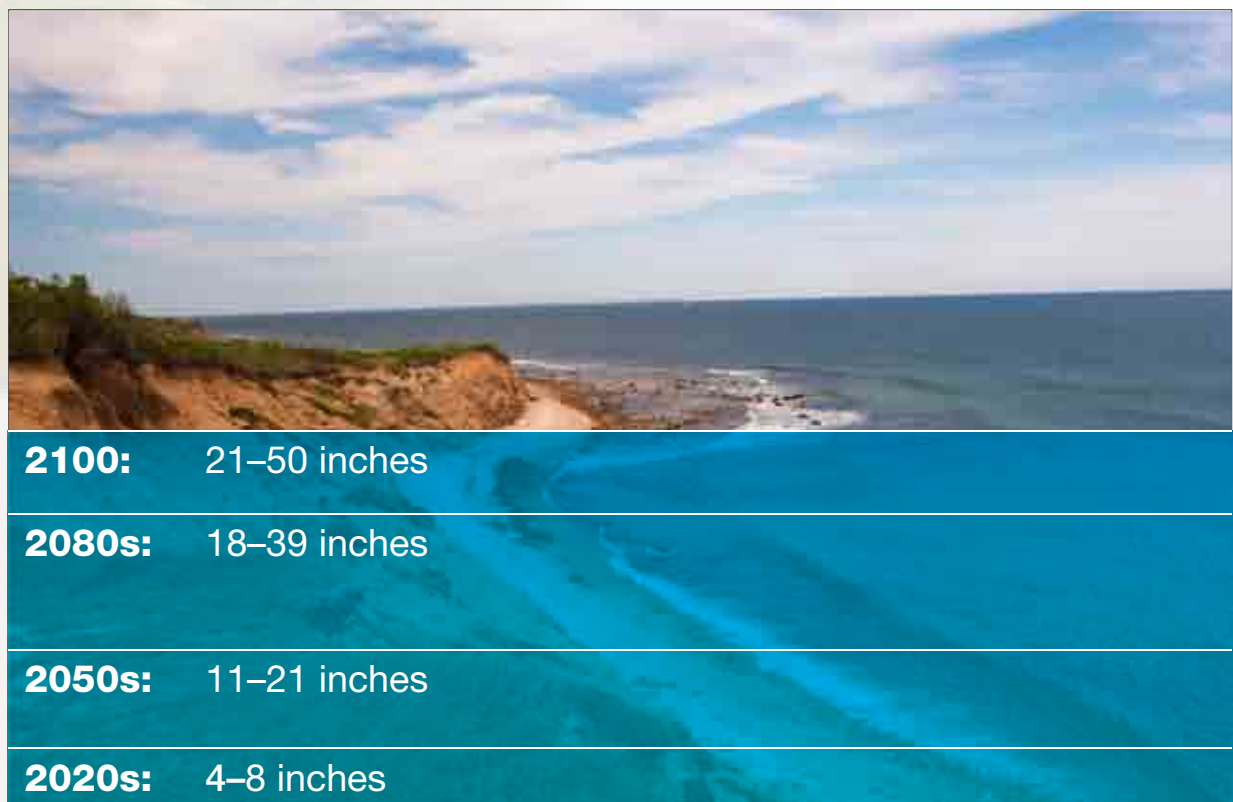 2100: 21–50 inches
2080s: 18–39 inches
2050s: 11–21 inches
2020s: 4–8 inches